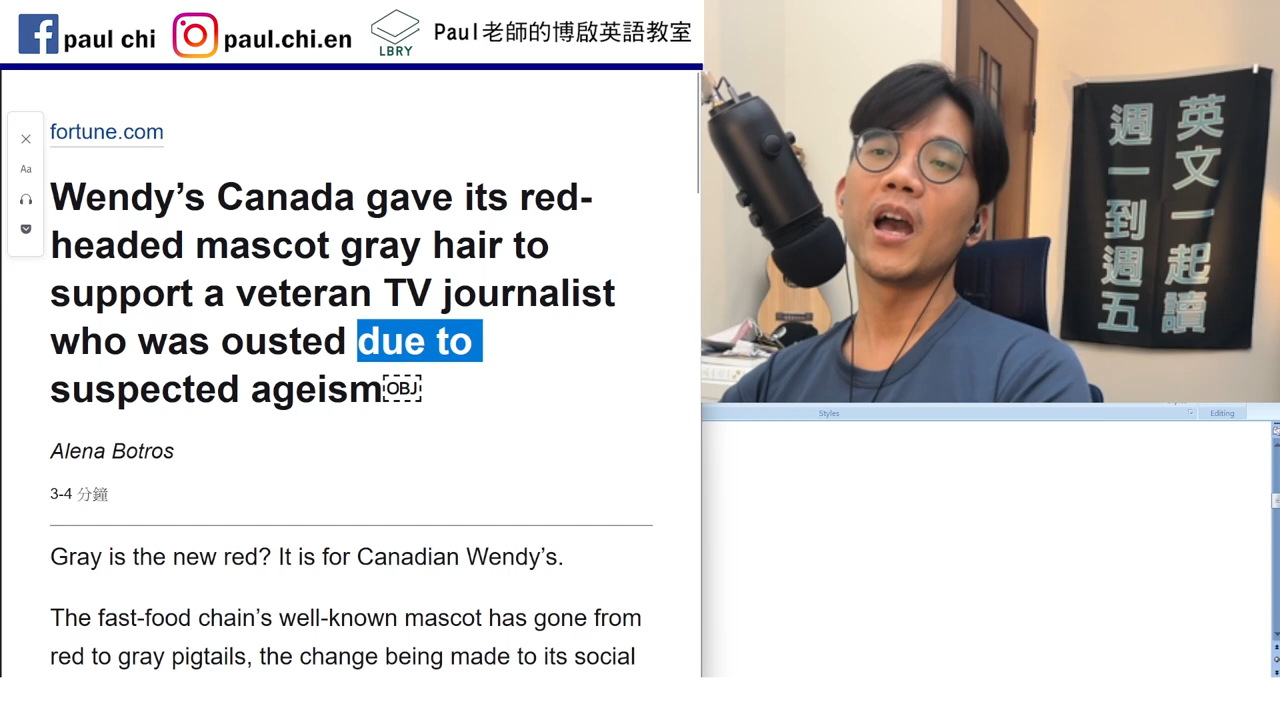 paul chi
paul.chi.en
LBRY
Paul老師的博啟英語教室
fortune.com
Aa
Wendy’s Canada gave its red-
headed mascot gray hair to
support a veteran TV journalist
who was ousted due to
suspected ageism OBJ
Alena Botros
3-4 分鐘
Gray is the new red? It is for Canadian Wendy’s.
The fast-food chain’s well-known mascot has gone from
red to gray pigtails, the change being made to its social
英文一起讀
週一到週五
Styles
Editing